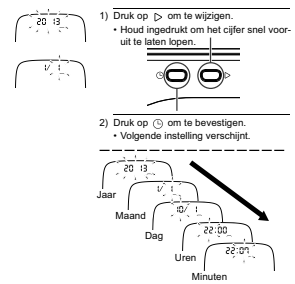 20 13
1/ 1
1) Druk op ▷ om te wijzigen.
• Houd ingedrukt om het cijfer snel voor-
uit te laten lopen.
2) Druk op om te bevestigen.
• Volgende instelling verschijnt.
20 13
Jaar
1/ 1
Maand
10/ 1
Dag
22:00
Uren
22:07
Minuten